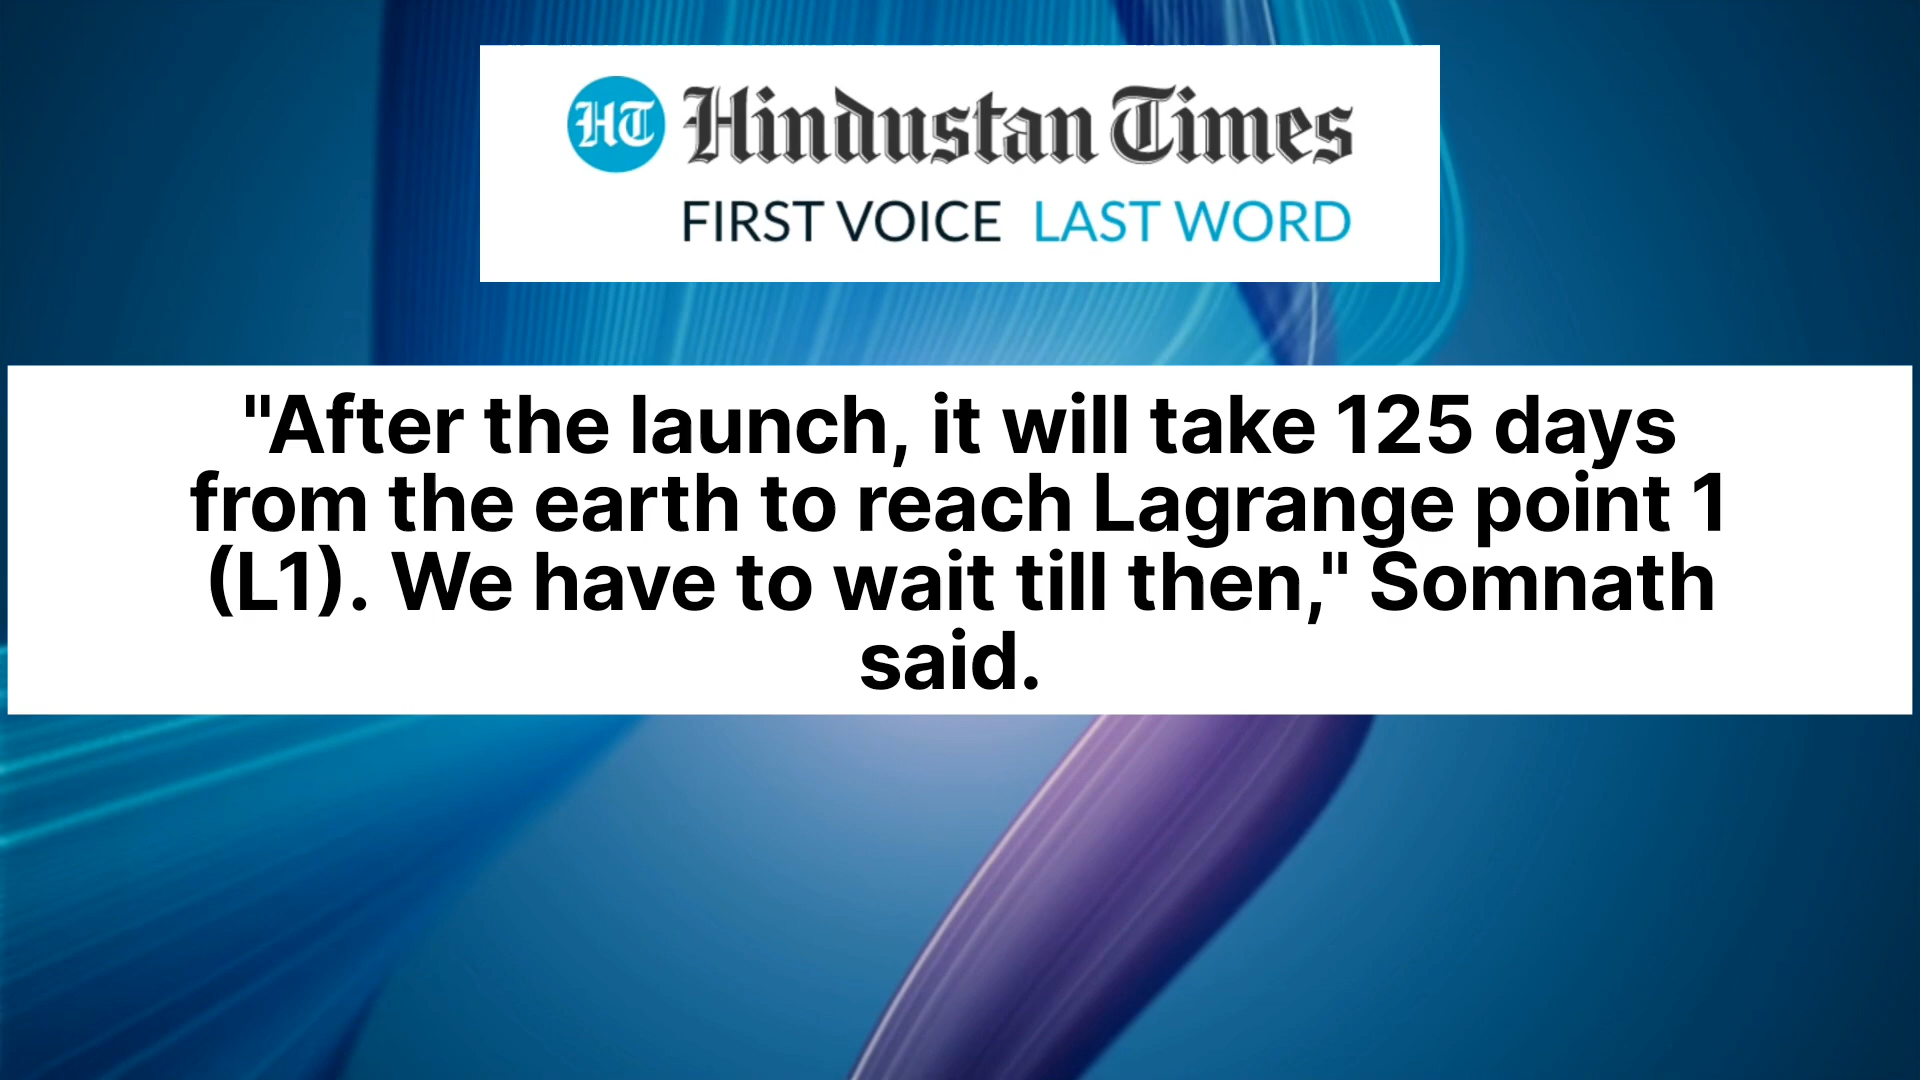 HT Hindustan Times
FIRST VOICE LAST WORD
"After the launch, it will take 125 days
from the earth to reach Lagrange point 1
(L1). We have to wait till then," Somnath
said.